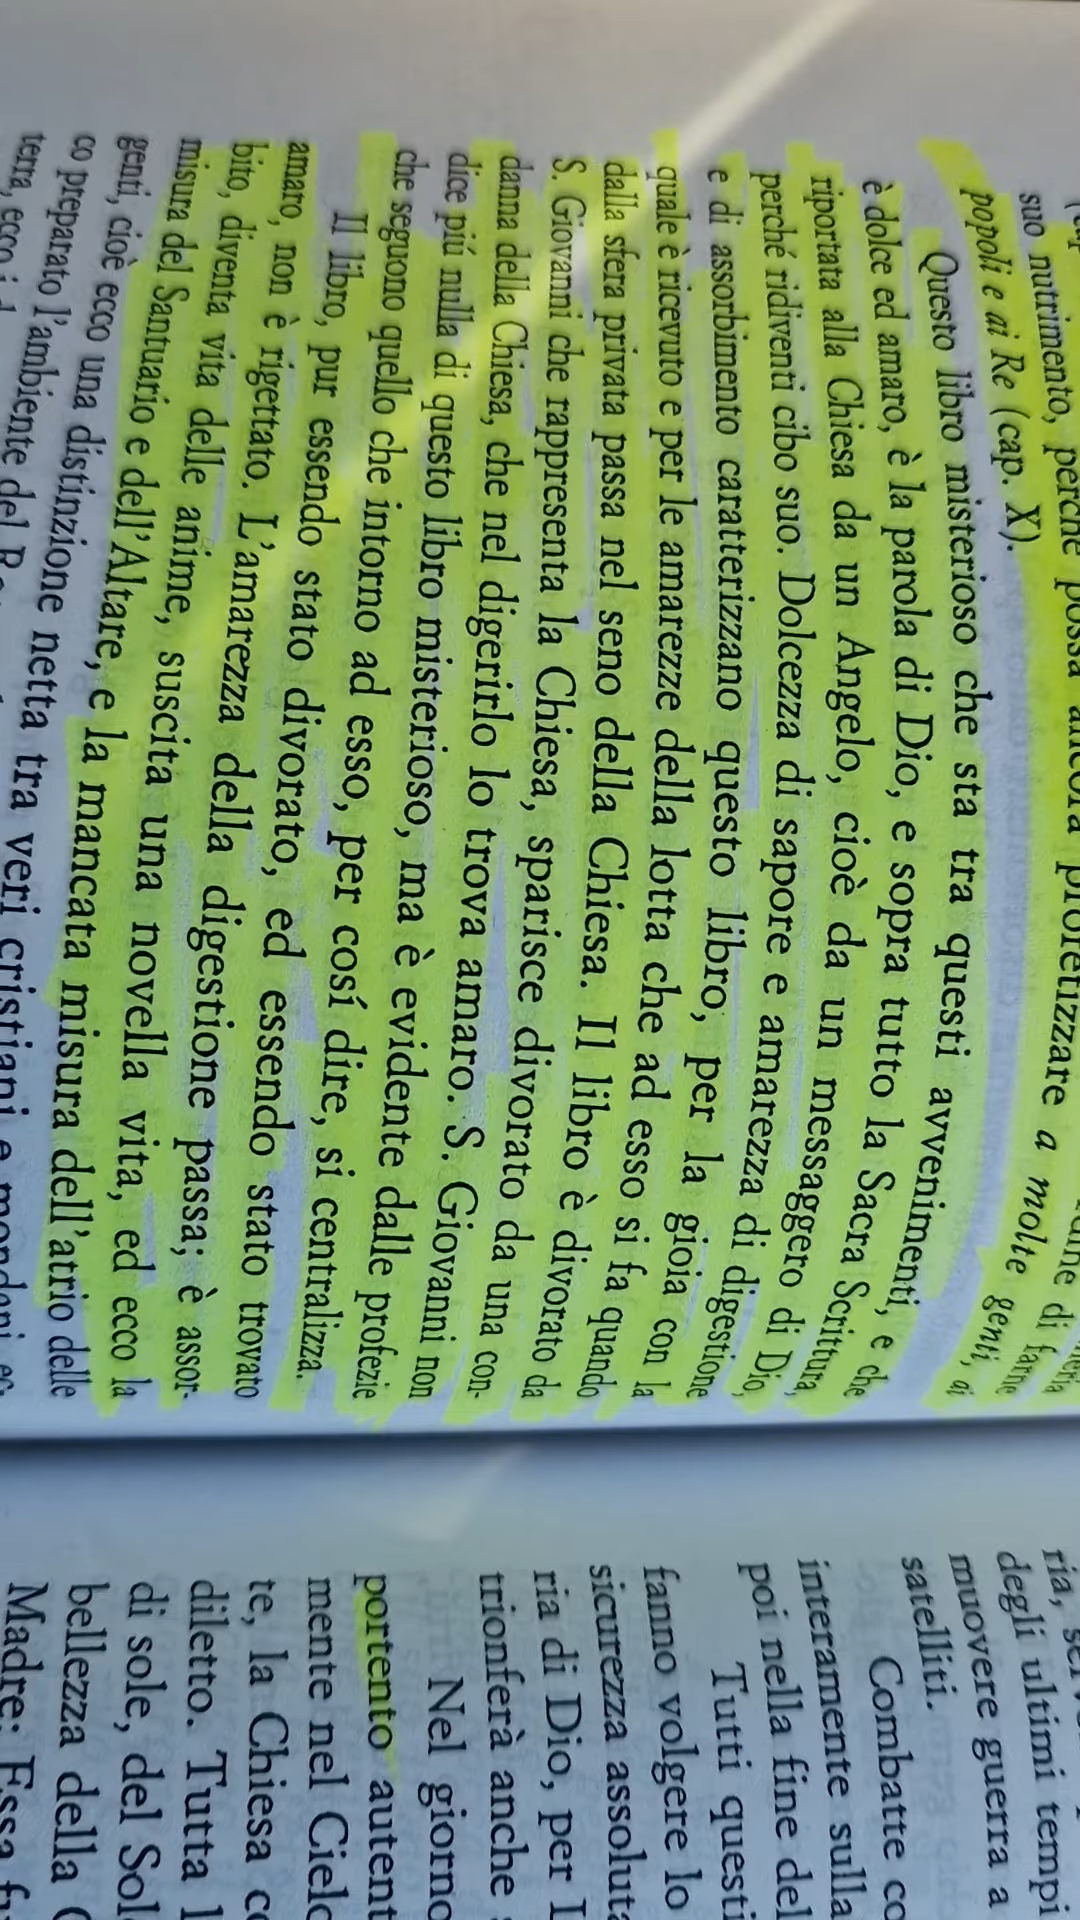 suo nutrimento, perché possa ancora profetizzare a molte genti, ai
popoli e ai Re (cap. X).
Questo libro misterioso che sta tra questi avvenimenti, e che
è dolce ed amaro, è la parola di Dio, e sopra tutto la Sacra Scrittura,
riportata alla Chiesa da un Angelo, cioè da un messaggero di Dio,
perché ridiventi cibo suo. Dolcezza di sapore e amarezza di digestione
e di assorbimento caratterizzano questo libro, per la gioia con la
quale è ricevuto e per le amarezze della lotta che ad esso si fa quando
dalla sfera privata passa nel seno della Chiesa. Il libro è divorato da
S. Giovanni che rappresenta la Chiesa, sparisce divorato da una con-
danna della Chiesa, che nel digerirlo lo trova amaro. S. Giovanni non
dice piú nulla di questo libro misterioso, ma è evidente dalle profezie
che seguono quello che intorno ad esso, per cosí dire, si centralizza.
Il libro, pur essendo stato divorato, ed essendo stato trovato
amaro, non è rigettato. L'amarezza della digestione passa; è assor-
bito, diventa vita delle anime, suscita una novella vita, ed ecco la
misura del Santuario e dell'Altare, e la mancata misura dell'atrio delle
genti, cioè ecco una distinzione netta tra veri cristiani e mondani
co preparato l'ambiente del
terra, ecco
degli ultimi tempi
muovere guerra a
satelliti.
Combatte
interamente sulla
poi nella fine del
Tutti questi
fanno volgere lo
sicurezza
ria di Dio, per
trionferà anche
Nel giorno
portento
mente nel
te, la Chiesa
diletto. Tutta
di sole, del
bellezza della
Madre: Essa